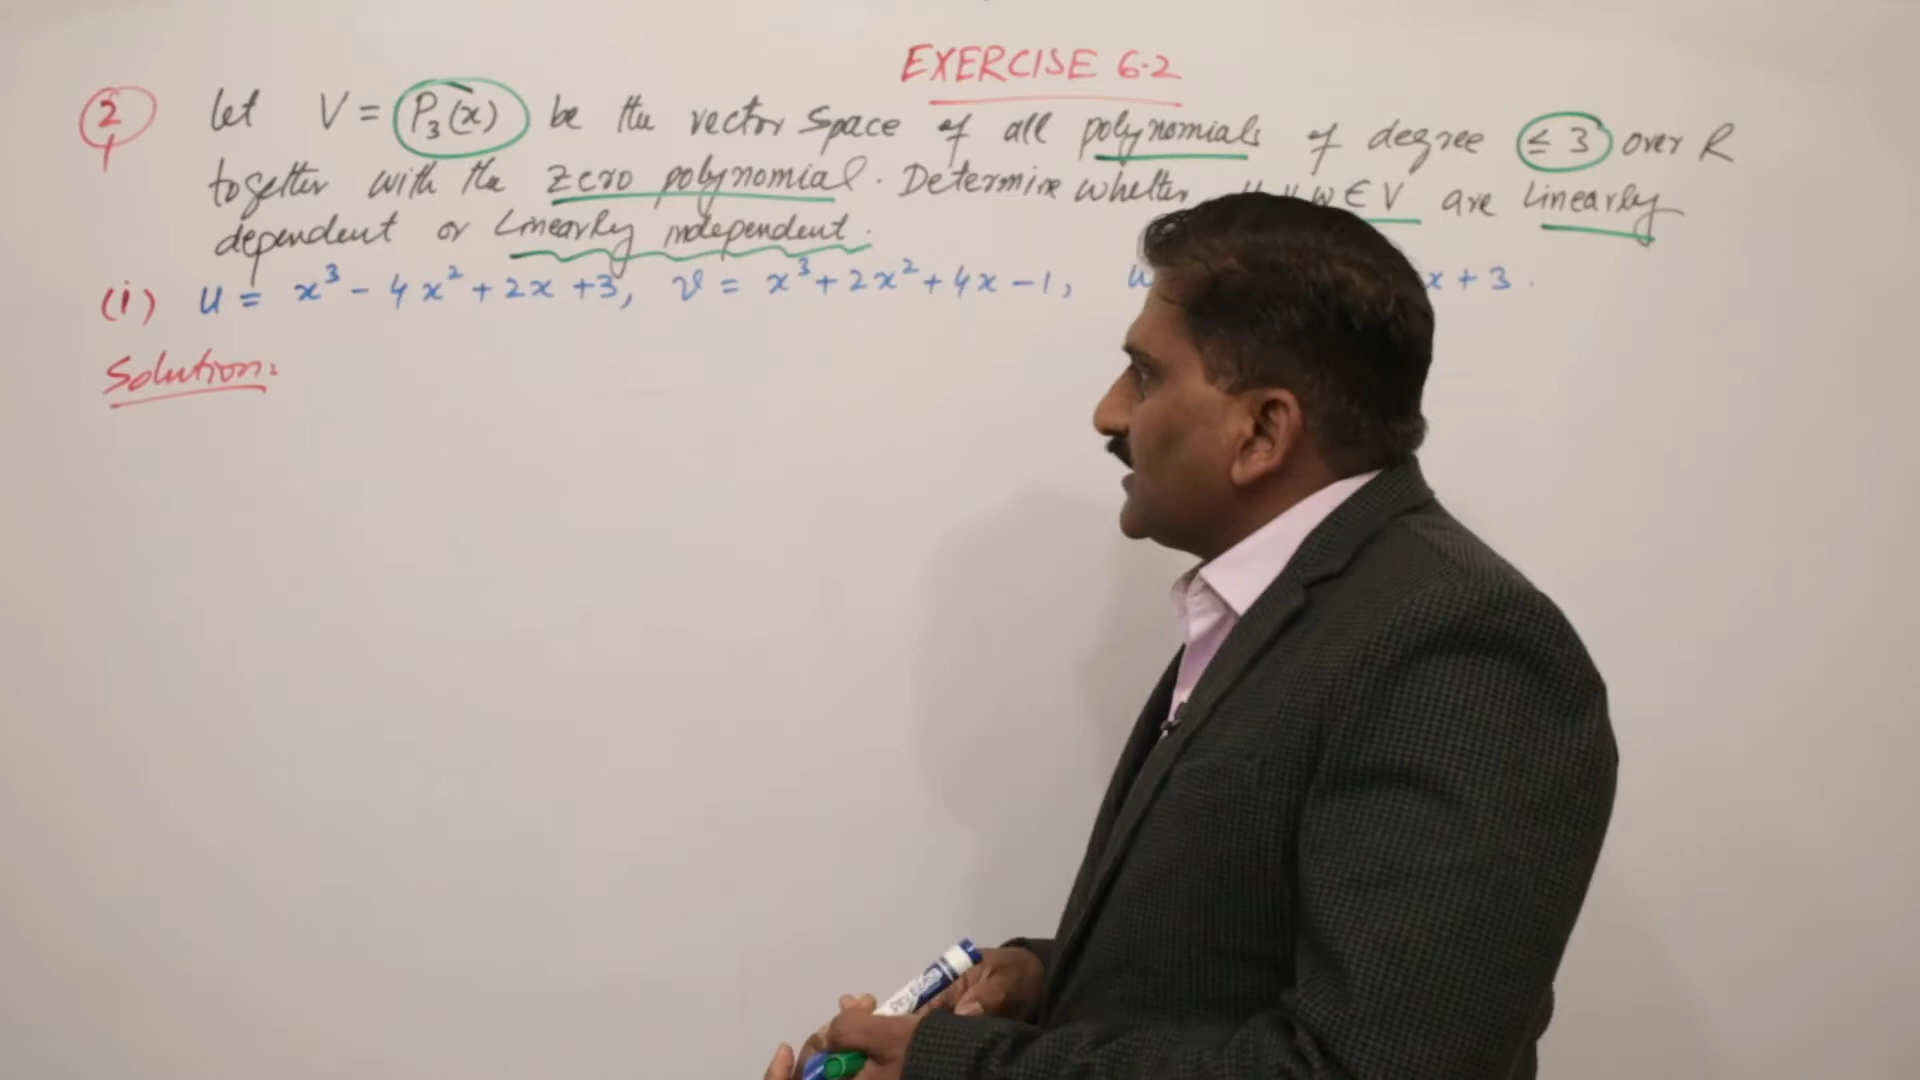 EXERCISE 6.2
2 let V = P₃(x) be the vector space of all polynomials of degree ≤ 3 over R
together with the zero polynomial. Determine whether w ∈ V are linearly
dependent or linearly independent.
(i) u = x³ - 4x² + 2x + 3, v = x³ + 2x² + 4x - 1, x + 3.
Solution: